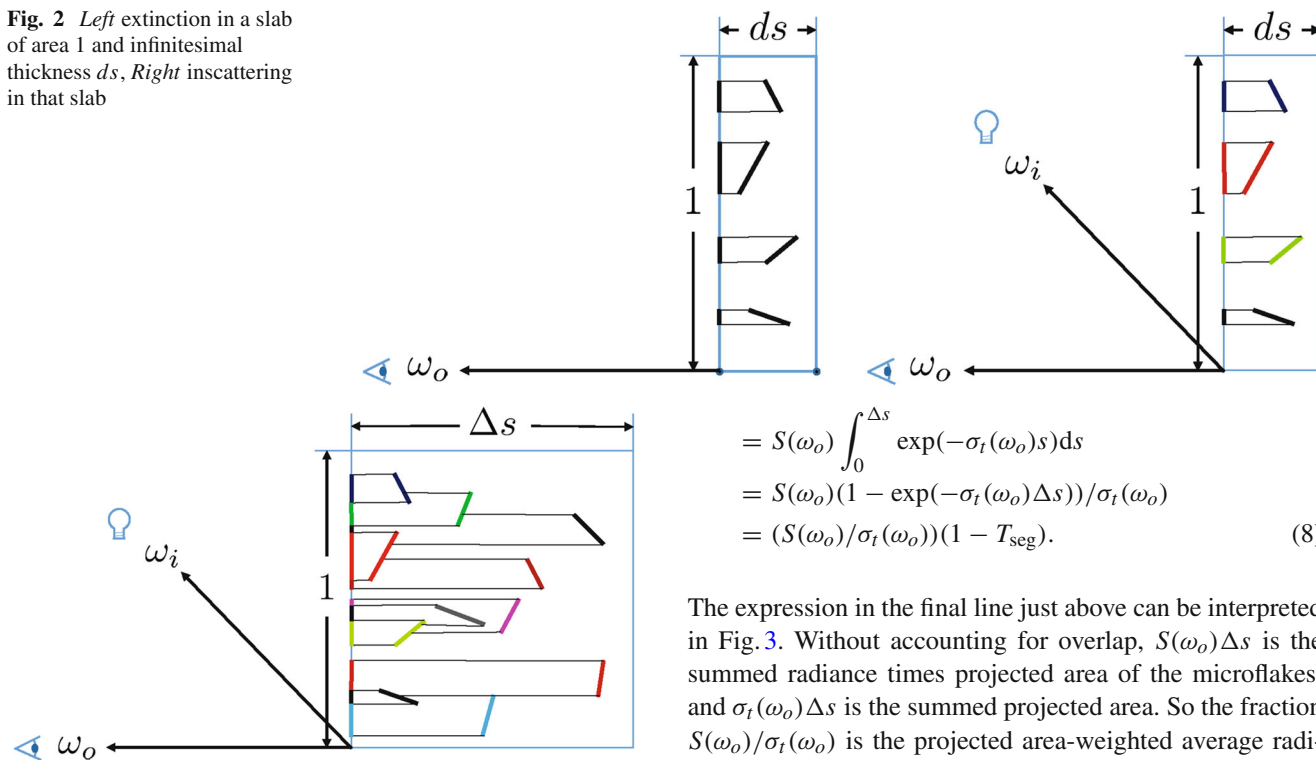 Fig. 2 Left extinction in a slab
of area 1 and infinitesimal
thickness ds, Right inscattering
in that slab
ds
1
ωo
ds
ωi
1
ωo
Δs
ωi
1
ωo
= S(ωo) ∫₀^Δs exp(−σt(ωo)s)ds
= S(ωo)(1 − exp(−σt(ωo)Δs))/σt(ωo)
= (S(ωo)/σt(ωo))(1 − Tseg). (8
The expression in the final line just above can be interpreted
in Fig. 3. Without accounting for overlap, S(ωo)Δs is the
summed radiance times projected area of the microflakes
and σt(ωo)Δs is the summed projected area. So the fraction
S(ωo)/σt(ωo) is the projected area-weighted average radi-